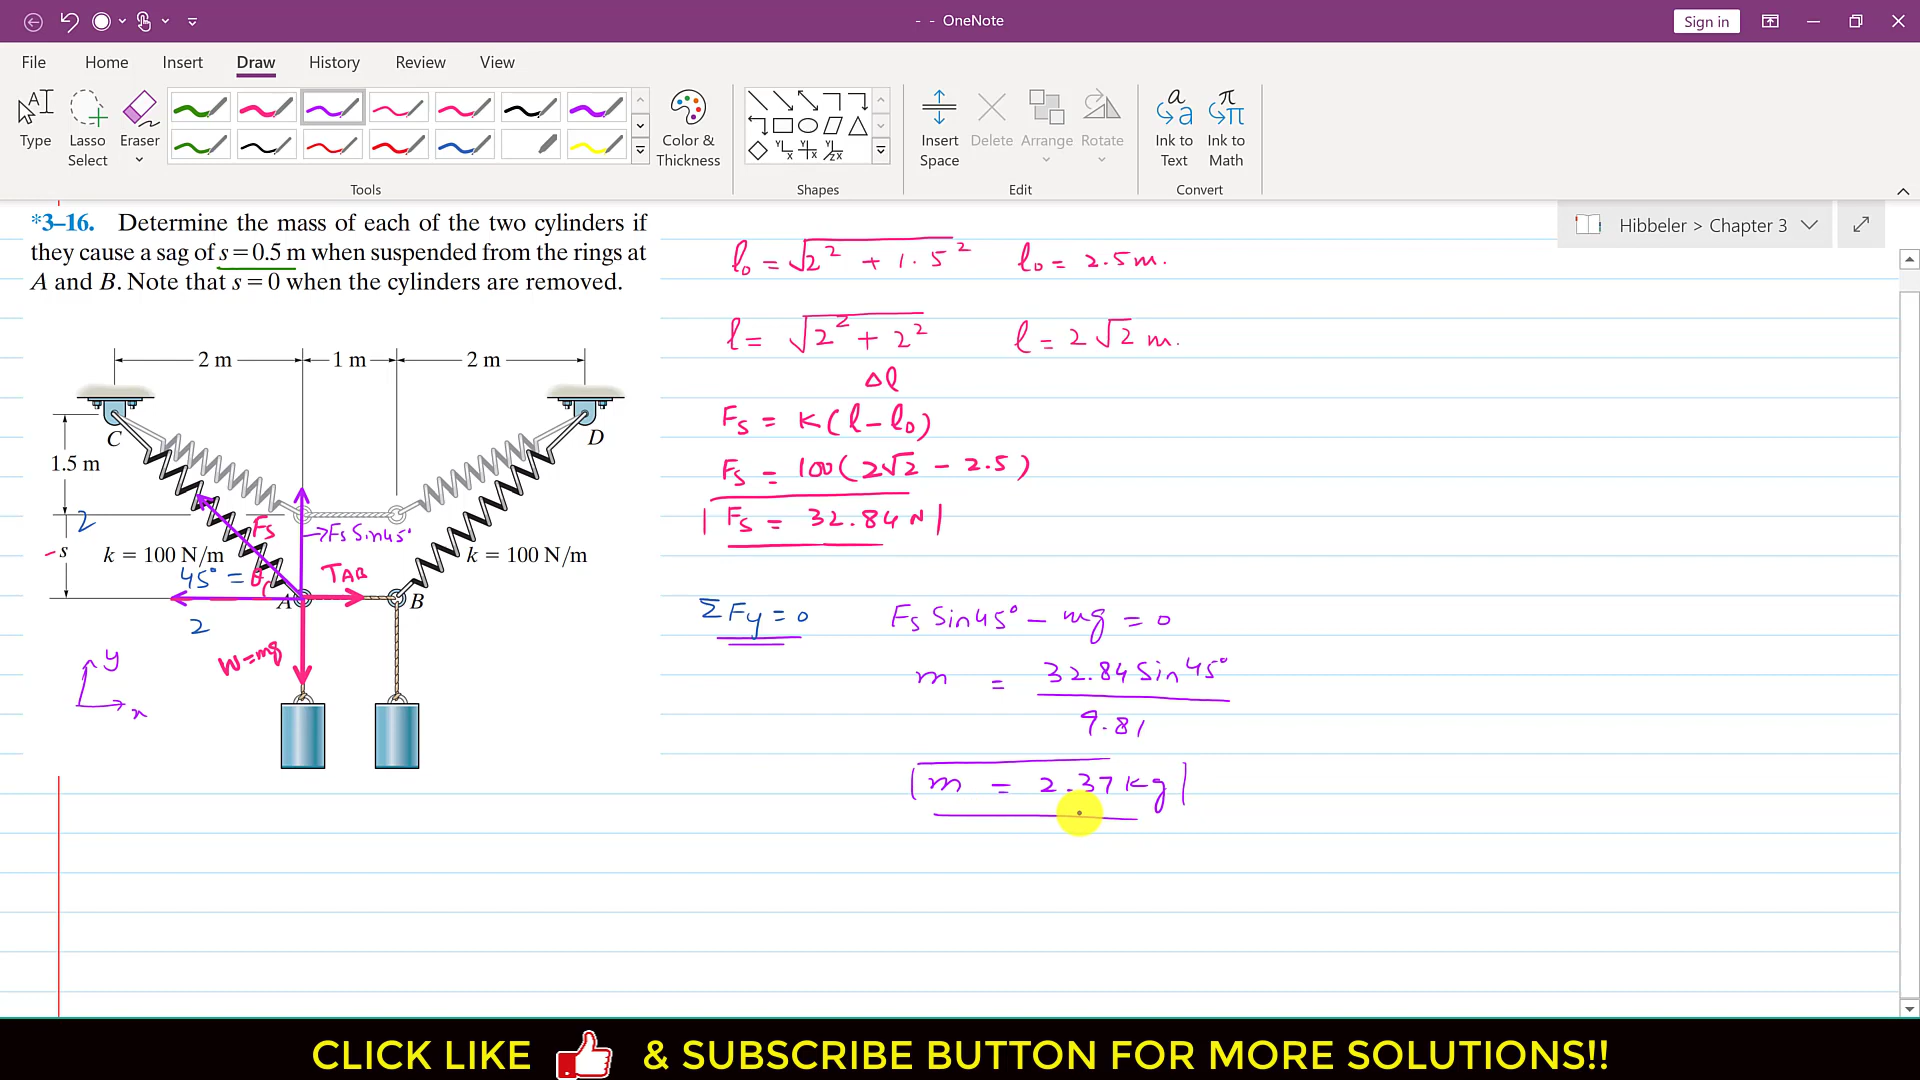 - - OneNote
Sign in
File Home Insert Draw History Review View
Type
Lasso Select
Eraser
Color & Thickness
Insert Space
Delete
Arrange
Rotate
Ink to Text
Ink to Math
Tools
Shapes
Edit
Convert
Hibbeler > Chapter 3
*3–16. Determine the mass of each of the two cylinders if
they cause a sag of s = 0.5 m when suspended from the rings at
A and B. Note that s = 0 when the cylinders are removed.
2 m 1 m 2 m
C D
1.5 m
2
s
k = 100 N/m
k = 100 N/m
Fs
Fs Sin45°
45° = θ
TAB
A B
2
W=mg
y
x
l₀ = √2² + 1.5² l₀ = 2.5m.
l = √2² + 2² l = 2√2 m.
Δl
Fs = K(l – l₀)
Fs = 100(2√2 – 2.5)
Fs = 32.84 N
ΣFy = 0 Fs Sin45° – mg = 0
m = 32.84 Sin45°
9.81
m = 2.37 kg
CLICK LIKE & SUBSCRIBE BUTTON FOR MORE SOLUTIONS!!